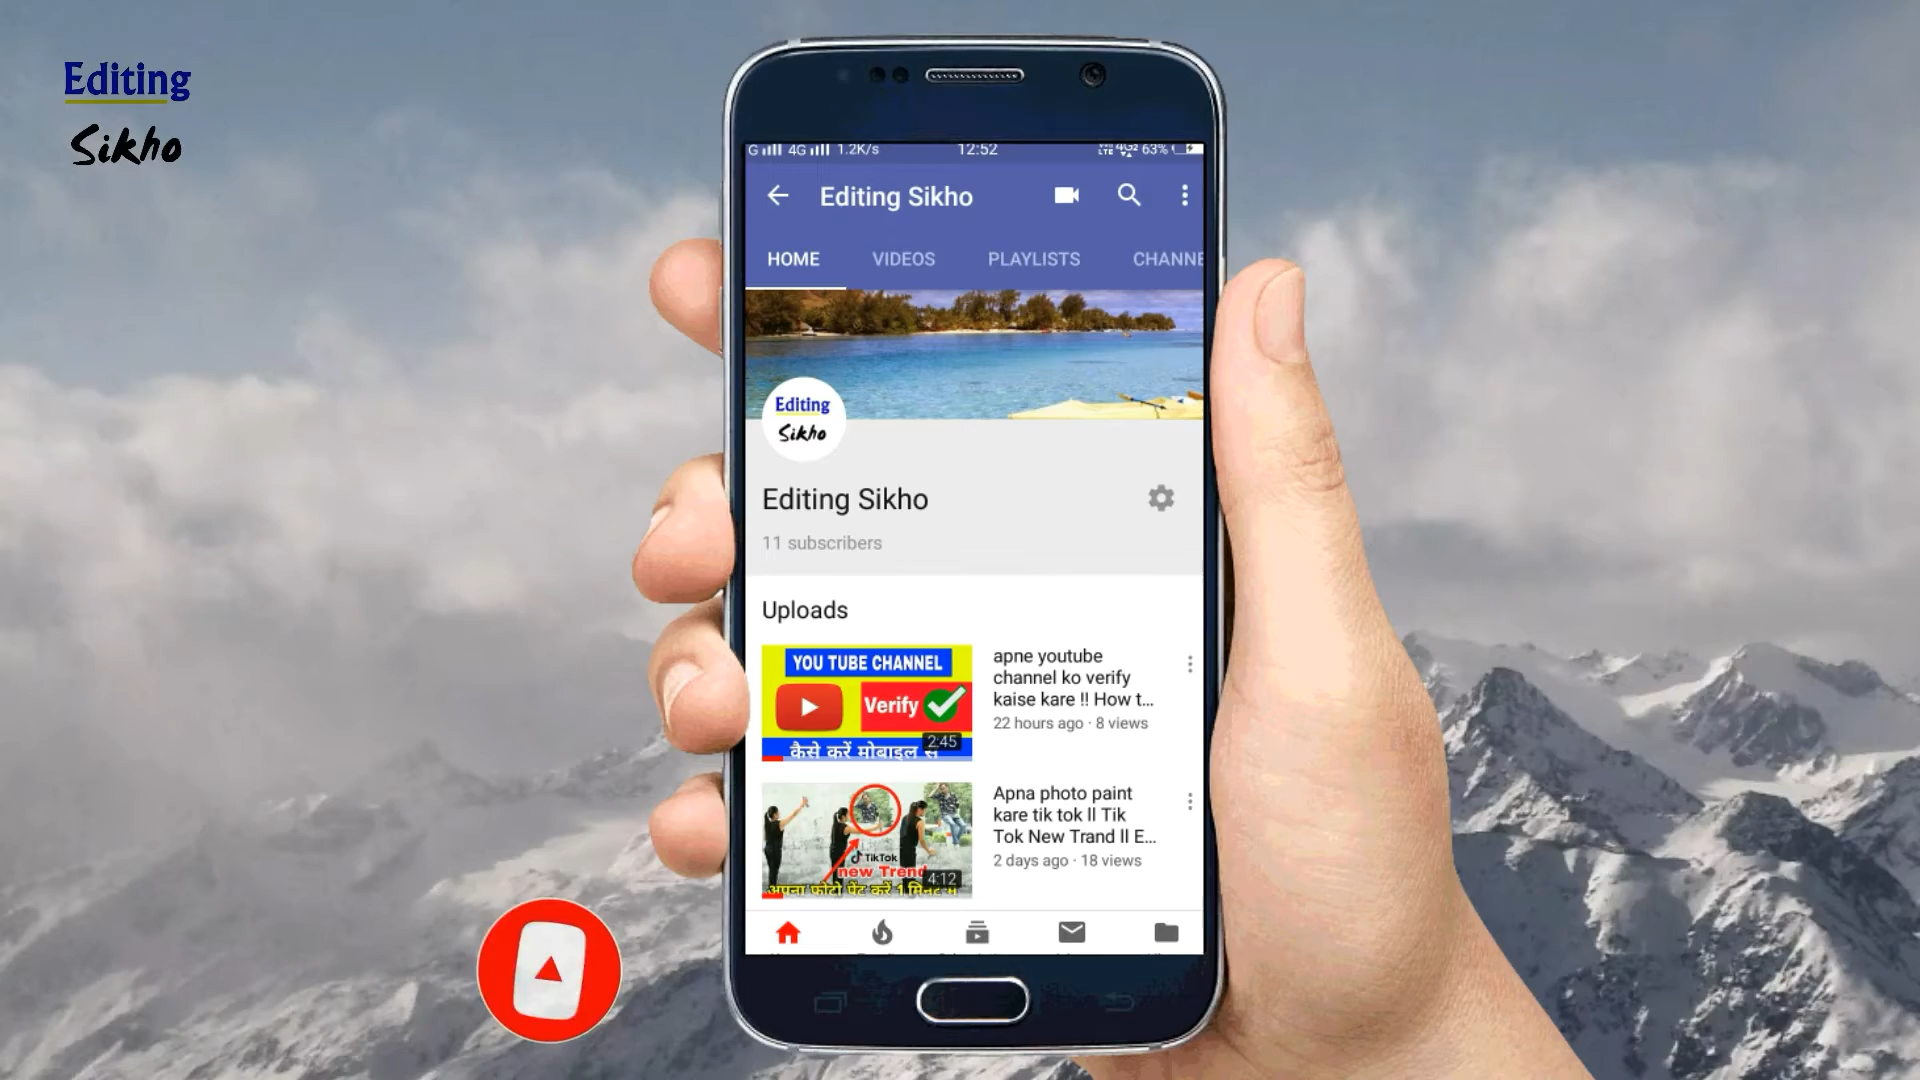 Editing
Sikho
G 4G 1.2K/s 12:52 LTE 4G2 63%
Editing Sikho
HOME VIDEOS PLAYLISTS CHANNE
Editing
Sikho
Editing Sikho
11 subscribers
Uploads
YOU TUBE CHANNEL
Verify
कैसे करें मोबाइल से
2:45
apne youtube
channel ko verify
kaise kare !! How t...
22 hours ago · 8 views
TikTok
new Trend
अपना फोटो पेंट करें 1 मिनट में
4:12
Apna photo paint
kare tik tok ll Tik
Tok New Trand ll E...
2 days ago · 18 views